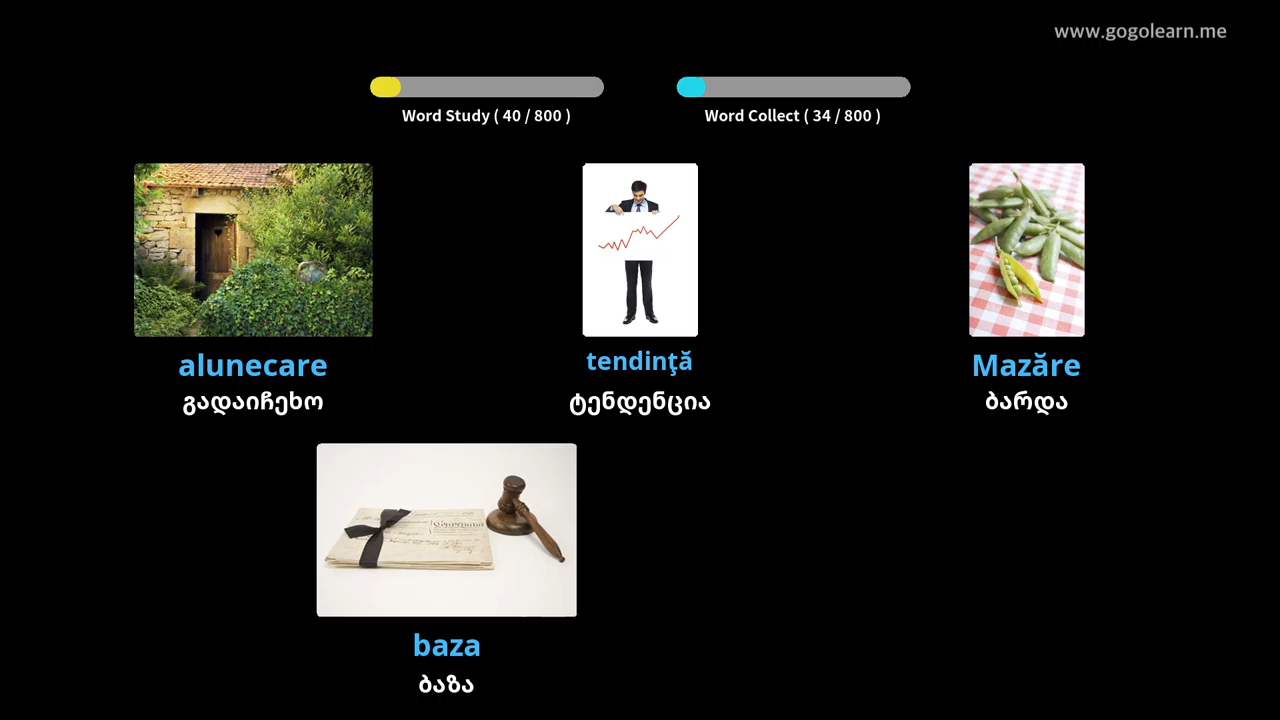 www.gogolearn.me
Word Study ( 40 / 800 )
Word Collect ( 34 / 800 )
alunecare
tendinţă
Mazăre
გადაიჩეხო
ტენდენცია
ბარდა
baza
ბაზა